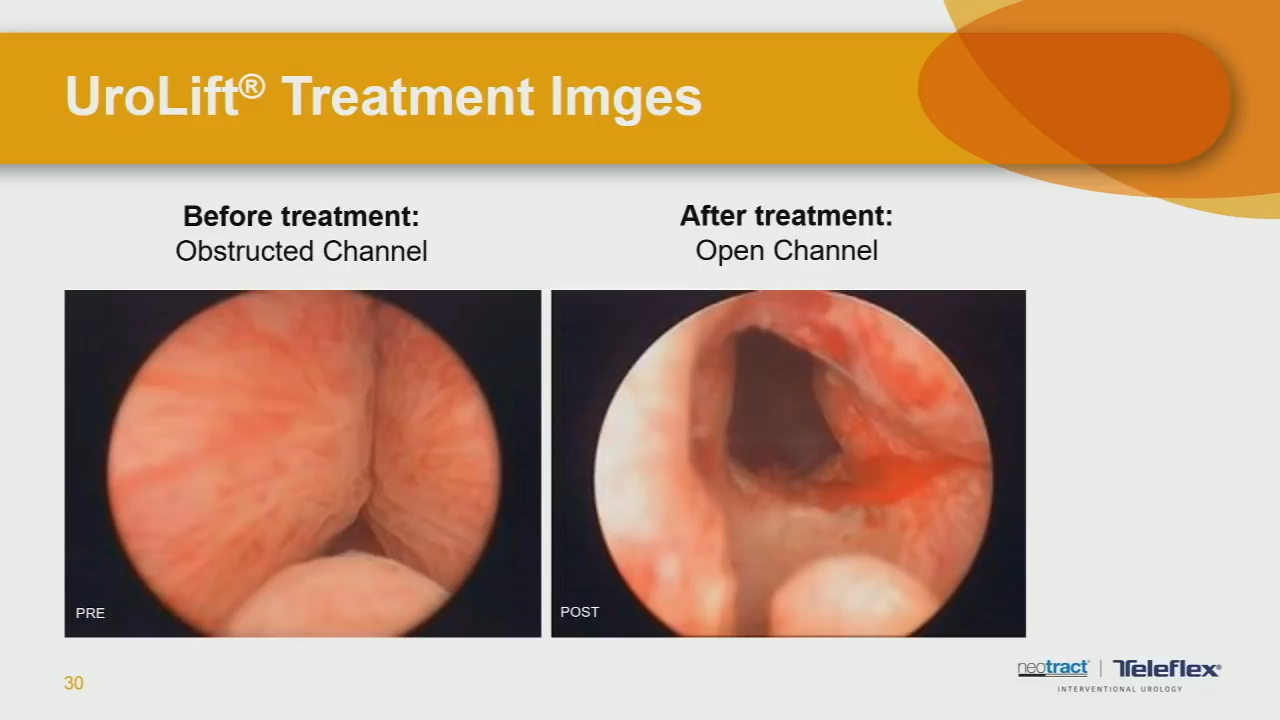 UroLift® Treatment Imges
Before treatment:
Obstructed Channel
After treatment:
Open Channel
PRE
POST
30
neotract | Teleflex®
INTERVENTIONAL UROLOGY